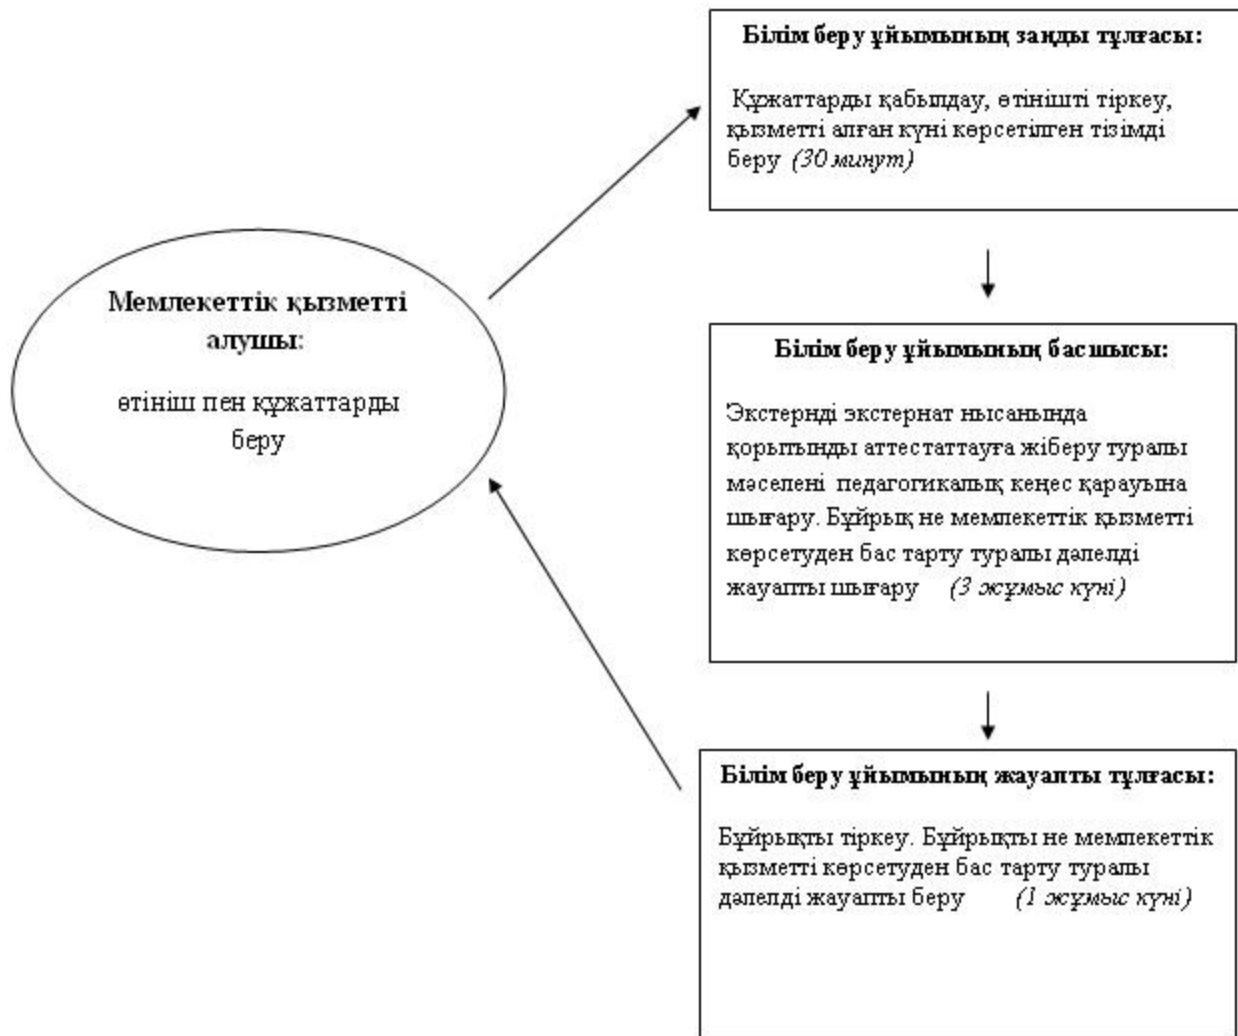 Білім беру ұйымының заңды тұлғасы:
Құжаттарды қабылдау, өтінішті тіркеу,
қызметті алған күні көрсетілген тізімді
беру (30 минут)
Мемлекеттік қызметті
алушы:
өтініш пен құжаттарды
беру
Білім беру ұйымының басшысы:
Экстернді экстернат нысанында
қорытынды аттестаттауға жіберу туралы
мәселені педагогикалық кеңес қарауына
шығару. Бұйрық не мемлекеттік қызметті
көрсетуден бас тарту туралы дәлелді
жауапты шығару (3 жұмыс күні)
Білім беру ұйымының жауапты тұлғасы:
Бұйрықты тіркеу. Бұйрықты не мемлекеттік
қызметті көрсетуден бас тарту туралы
дәлелді жауапты беру (1 жұмыс күні)